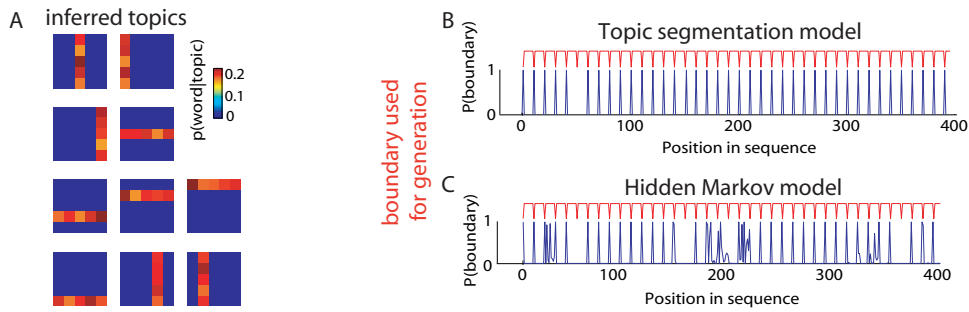 A
inferred topics
0.2
0.1
0
p(word|topic)
boundary used
for generation
B
Topic segmentation model
P(boundary)
1
0
0 100 200 300 400
Position in sequence
C
Hidden Markov model
P(boundary)
1
0
0 100 200 300 400
Position in sequence